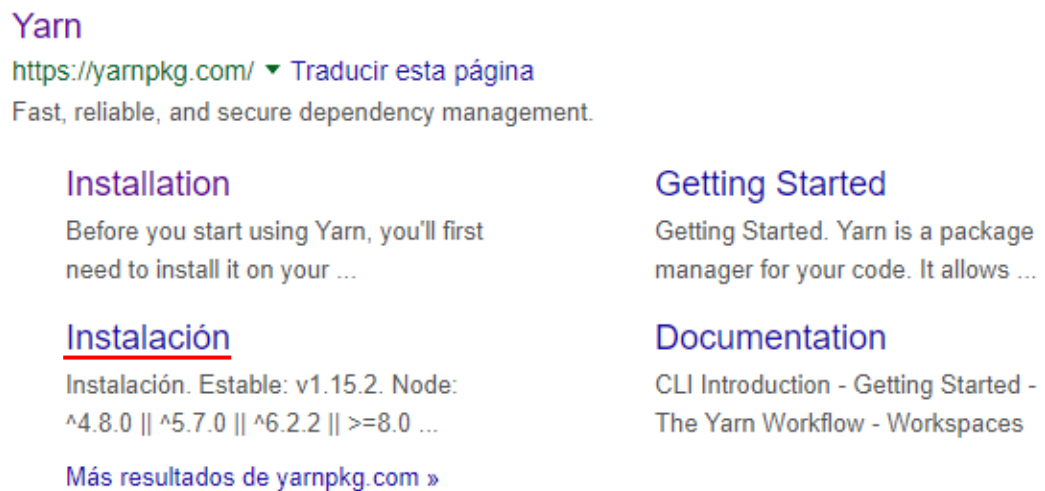 Yarn
https://yarnpkg.com/ ▼ Traducir esta página
Fast, reliable, and secure dependency management.
Installation
Before you start using Yarn, you'll first
need to install it on your ...
Getting Started
Getting Started. Yarn is a package
manager for your code. It allows ...
Instalación
Instalación. Estable: v1.15.2. Node:
^4.8.0 || ^5.7.0 || ^6.2.2 || >=8.0 ...
Documentation
CLI Introduction - Getting Started -
The Yarn Workflow - Workspaces
Más resultados de yarnpkg.com »